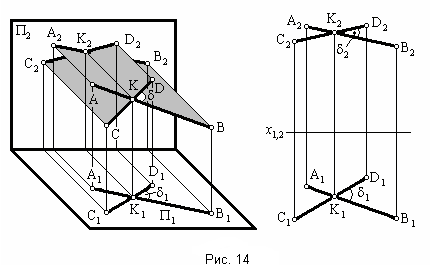 П₂
A₂
K₂
D₂
C₂
B₂
A
K
D
δ
C
B
A₁
D₁
δ₁
C₁
K₁
П₁
B₁
A₂
K₂
D₂
C₂
δ₂
B₂
x₁,₂
A₁
D₁
δ₁
C₁
K₁
B₁
Рис. 14